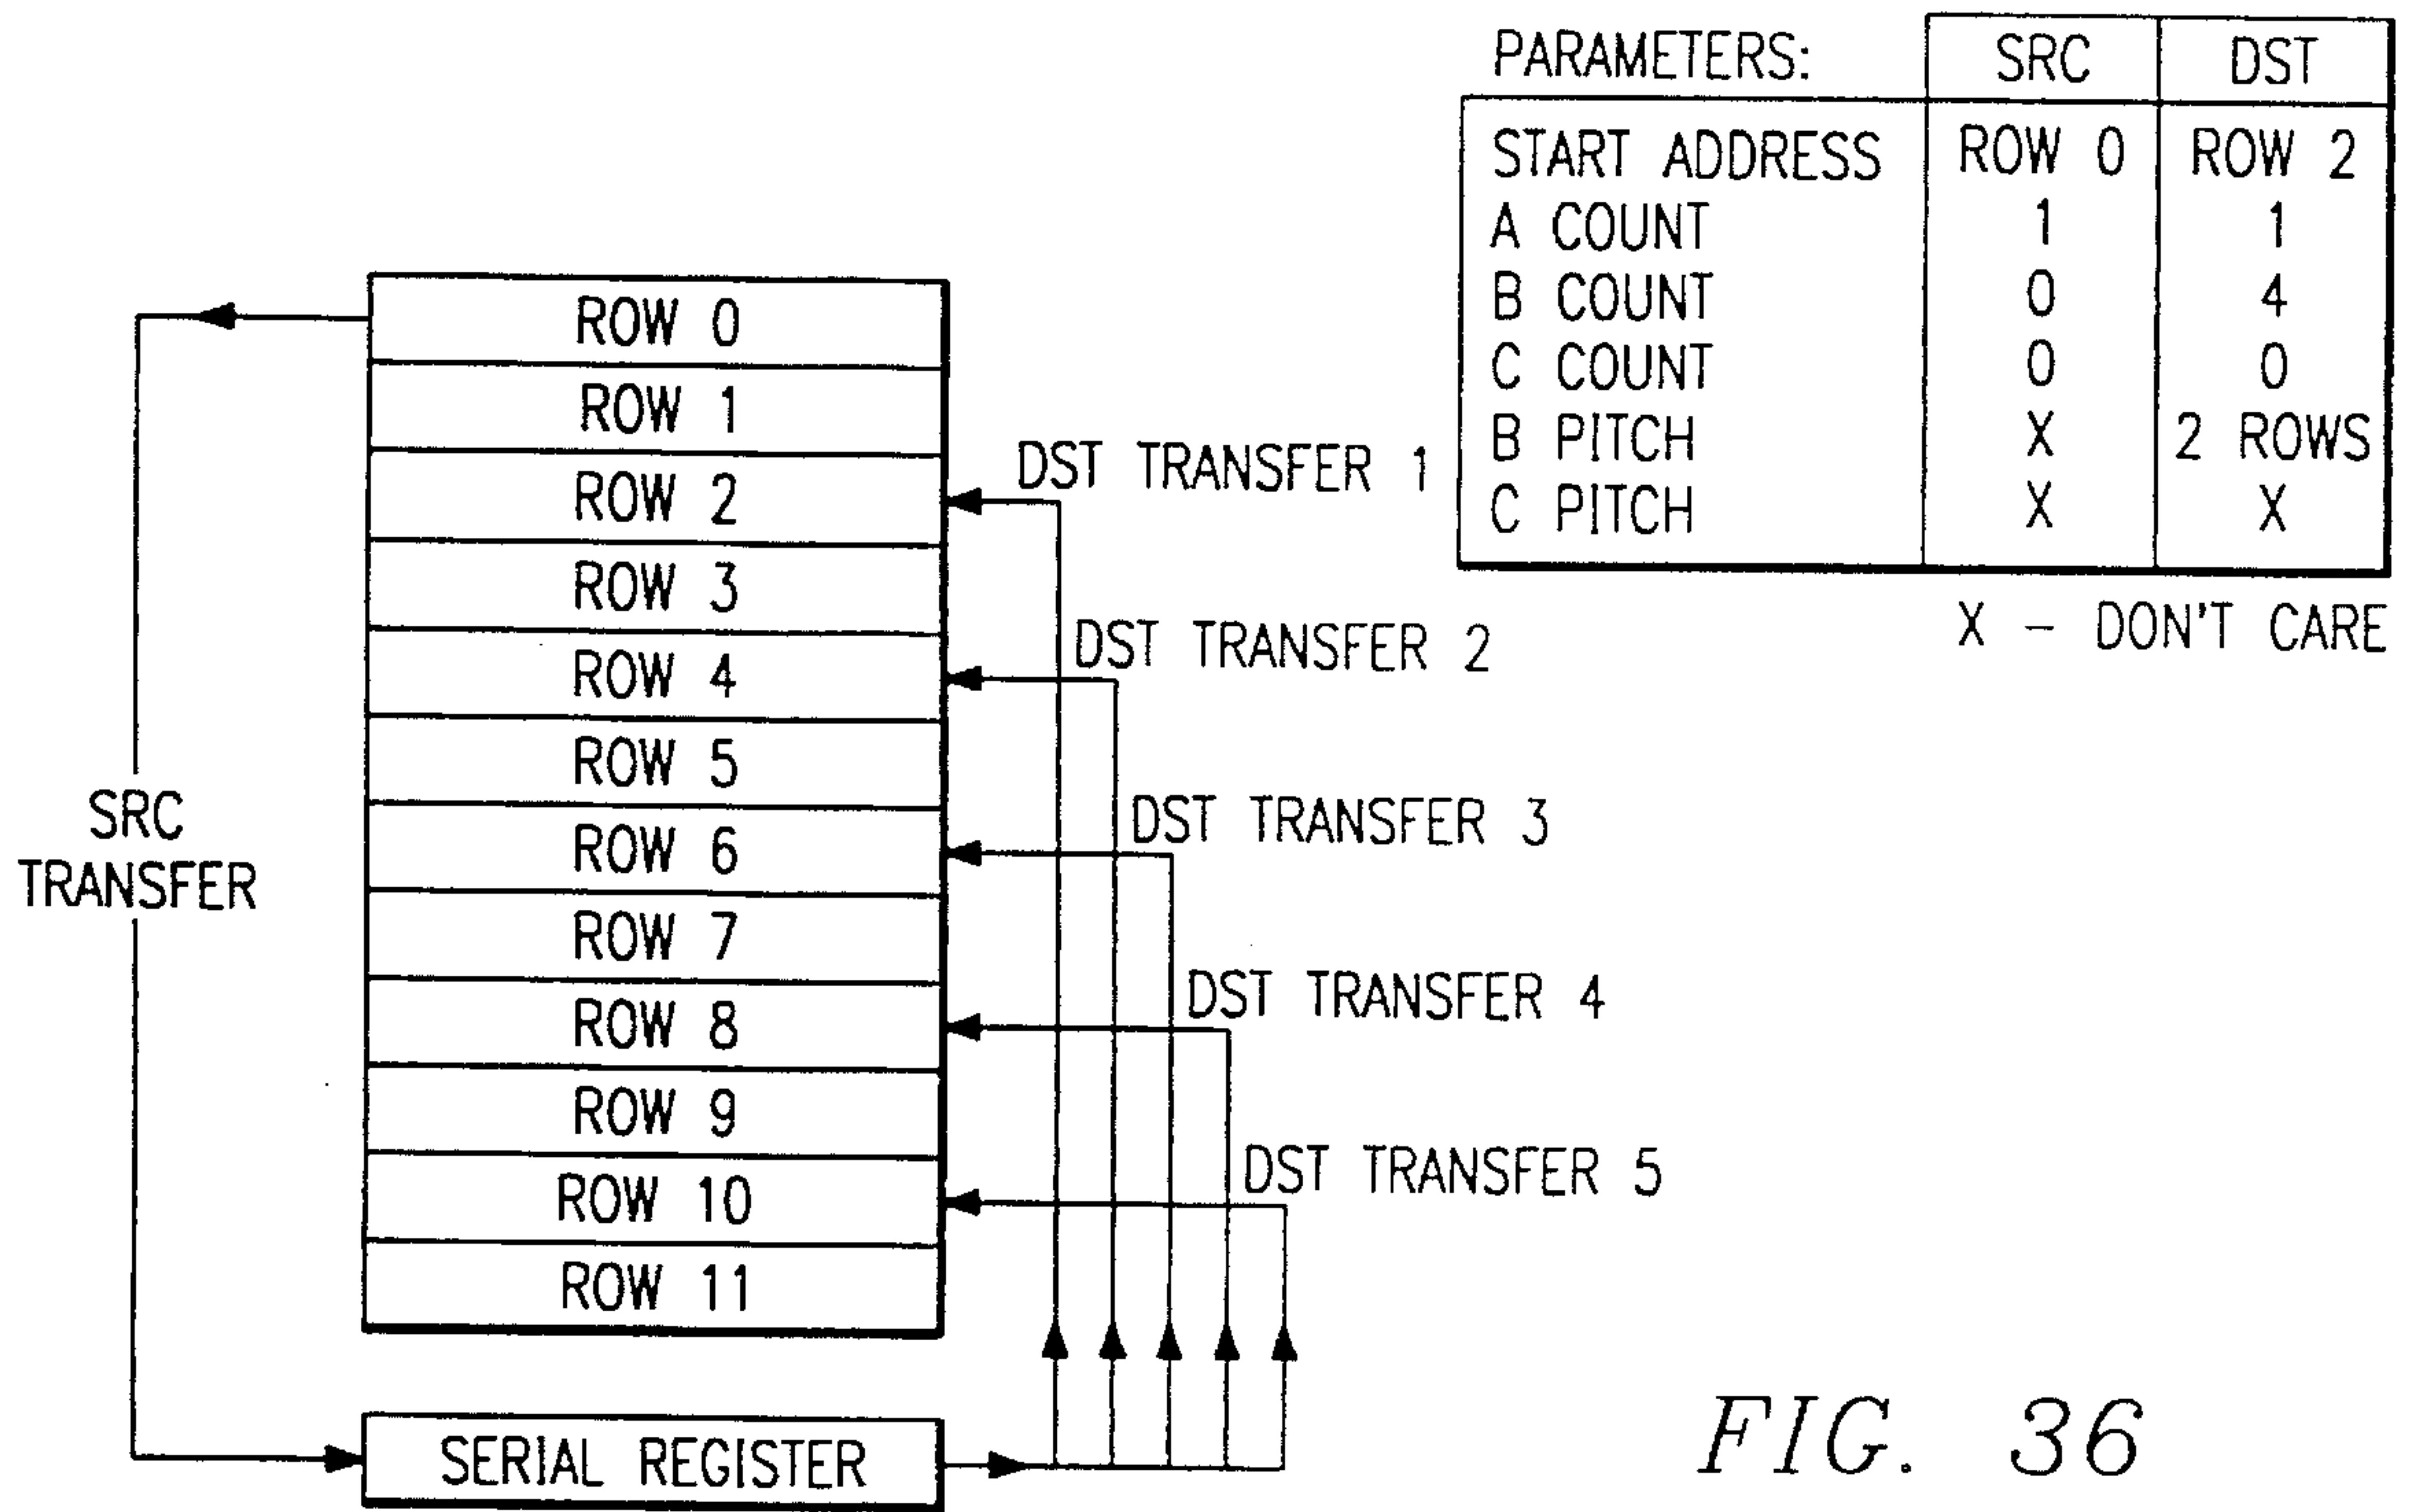 PARAMETERS: SRC DST
START ADDRESS ROW 0 ROW 2
A COUNT 1 1
B COUNT 0 4
C COUNT 0 0
B PITCH X 2 ROWS
C PITCH X X
X – DON'T CARE
ROW 0
ROW 1
ROW 2
ROW 3
ROW 4
ROW 5
ROW 6
ROW 7
ROW 8
ROW 9
ROW 10
ROW 11
SRC
TRANSFER
DST TRANSFER 1
DST TRANSFER 2
DST TRANSFER 3
DST TRANSFER 4
DST TRANSFER 5
SERIAL REGISTER
FIG. 36